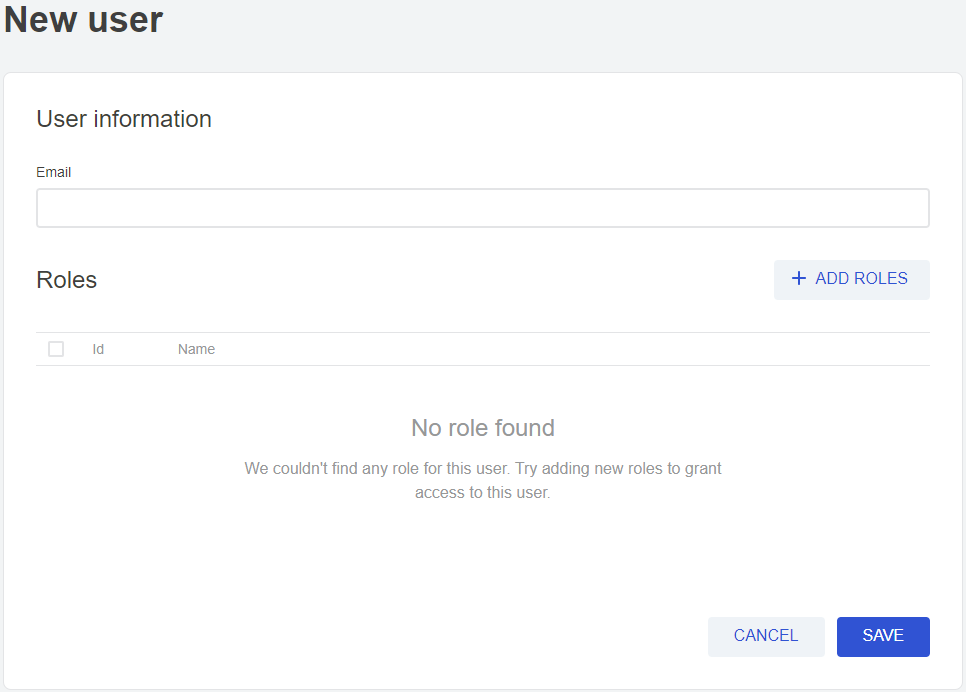 New user
User information
Email
Roles
+ ADD ROLES
Id Name
No role found
We couldn't find any role for this user. Try adding new roles to grant
access to this user.
CANCEL SAVE